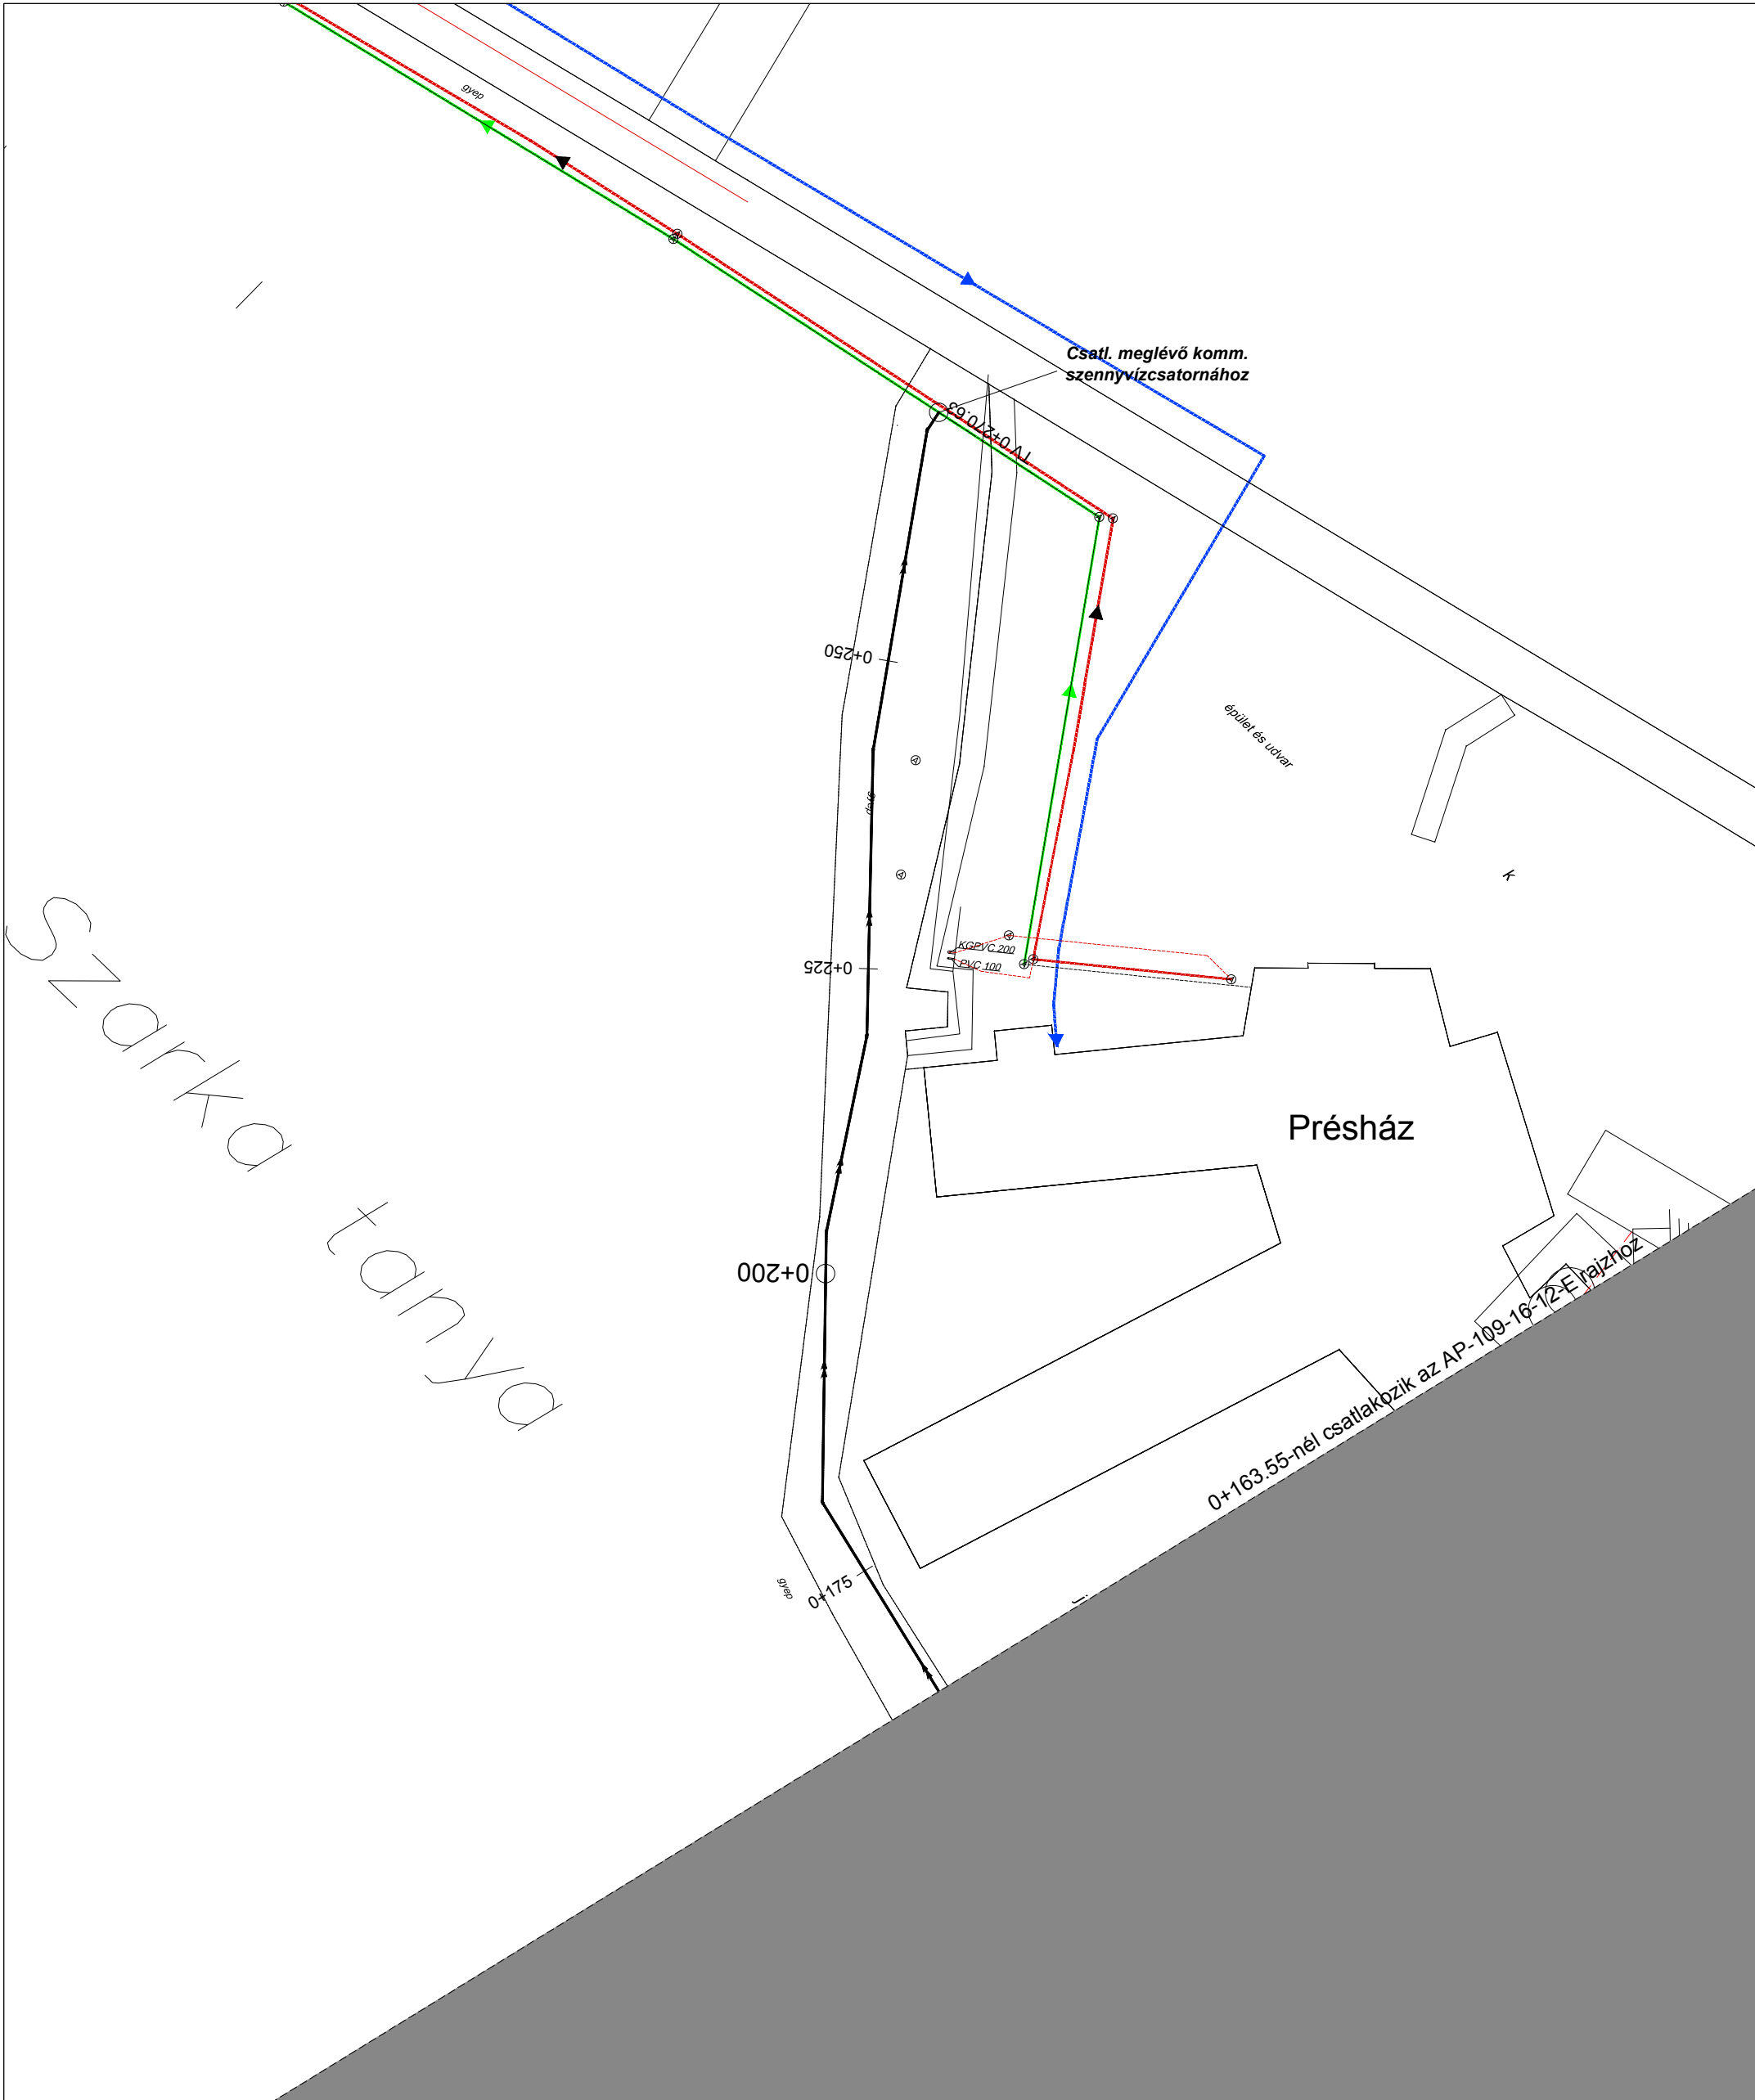 gyep
Csatl. meglévő komm.
szennyvízcsatornához
TV 0+270.63
0+250
épület és udvar
gyep
k
KGPVC 200
PVC 100
0+225
Szarka tanya
Présház
0+200
0+163.55-nél csatlakozik az AP-109-16-12-E rajzhoz
0+175
gyep